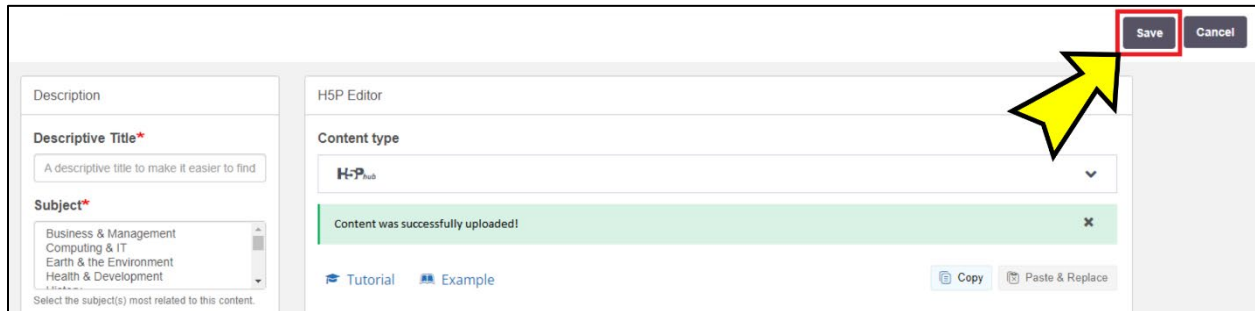 Save Cancel
Description
Descriptive Title*
A descriptive title to make it easier to find
Subject*
Business & Management
Computing & IT
Earth & the Environment
Health & Development
Select the subject(s) most related to this content.
H5P Editor
Content type
H5P hub
Content was successfully uploaded!
Tutorial Example
Copy Paste & Replace